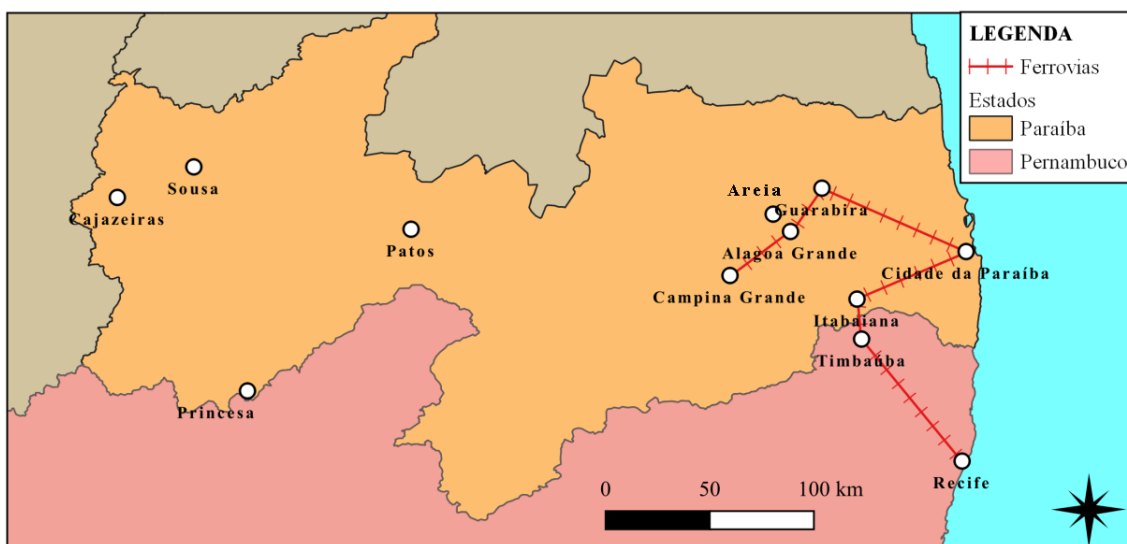 LEGENDA
Ferrovias
Estados
Paraíba
Pernambuco
Sousa
Cajazeiras
Areia
Guarabira
Patos
Alagoa Grande
Cidade da Paraíba
Campina Grande
Itabaiana
Timbaúba
Princesa
Recife
0 50 100 km